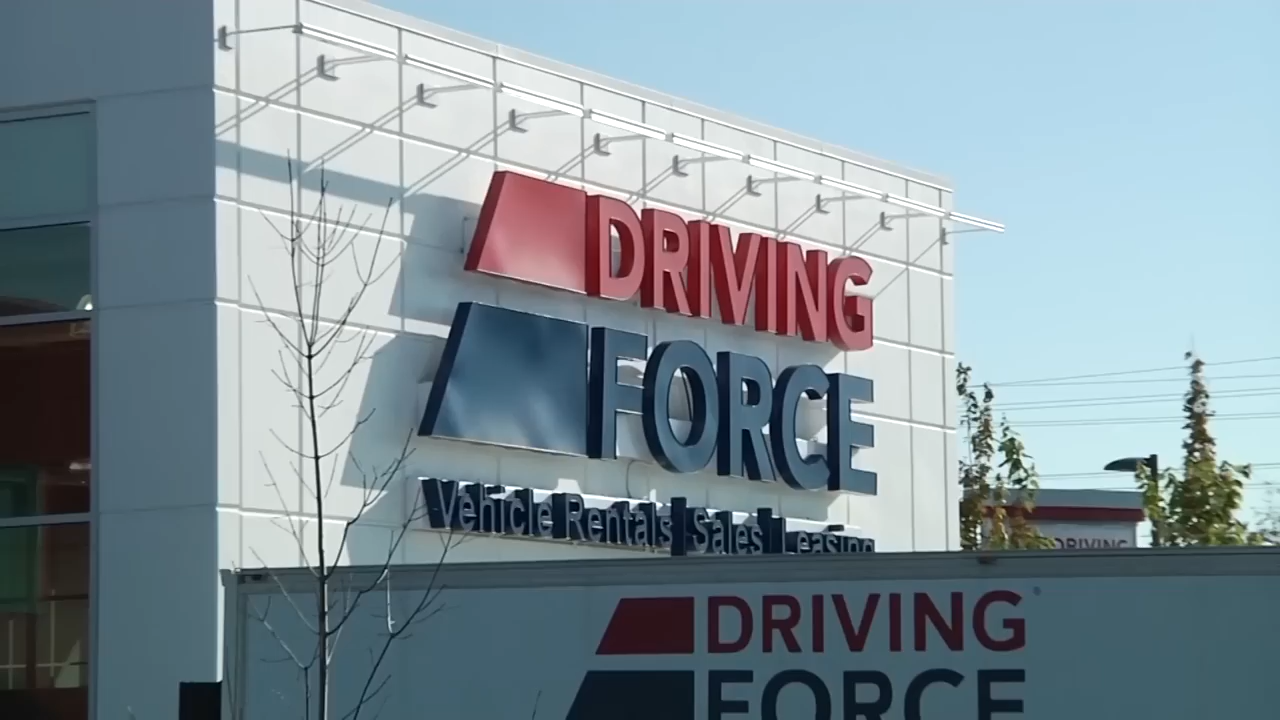 DRIVING
FORCE
Vehicle Rentals | Sales | Leasing
DRIVING
DRIVING
FORCE